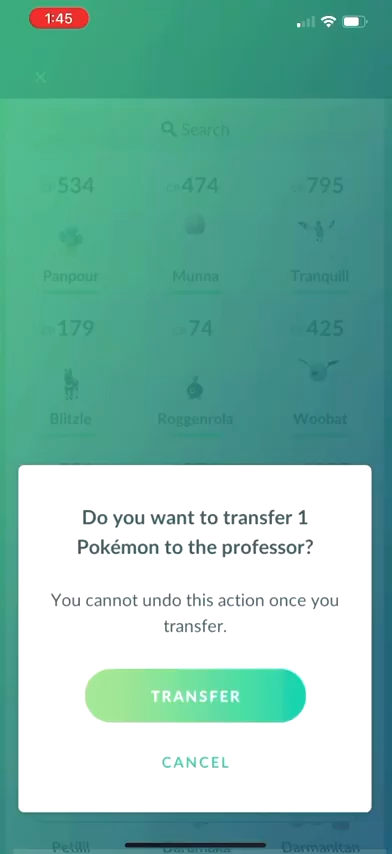 1:45
Search
CP534 CP474 CP795
Panpour Munna Tranquill
CP179 CP74 CP425
Blitzle Roggenrola Woobat
Do you want to transfer 1
Pokémon to the professor?
You cannot undo this action once you
transfer.
TRANSFER
CANCEL
Petilil Darumaka Darmanitan